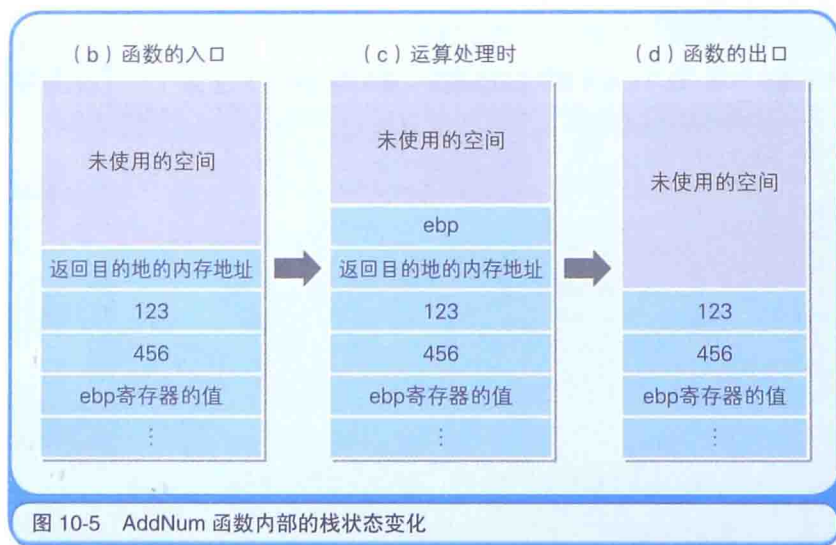 （b）函数的入口
未使用的空间
返回目的地的内存地址
123
456
ebp寄存器的值
⋮
（c）运算处理时
未使用的空间
ebp
返回目的地的内存地址
123
456
ebp寄存器的值
⋮
（d）函数的出口
未使用的空间
123
456
ebp寄存器的值
⋮
图 10-5 AddNum 函数内部的栈状态变化